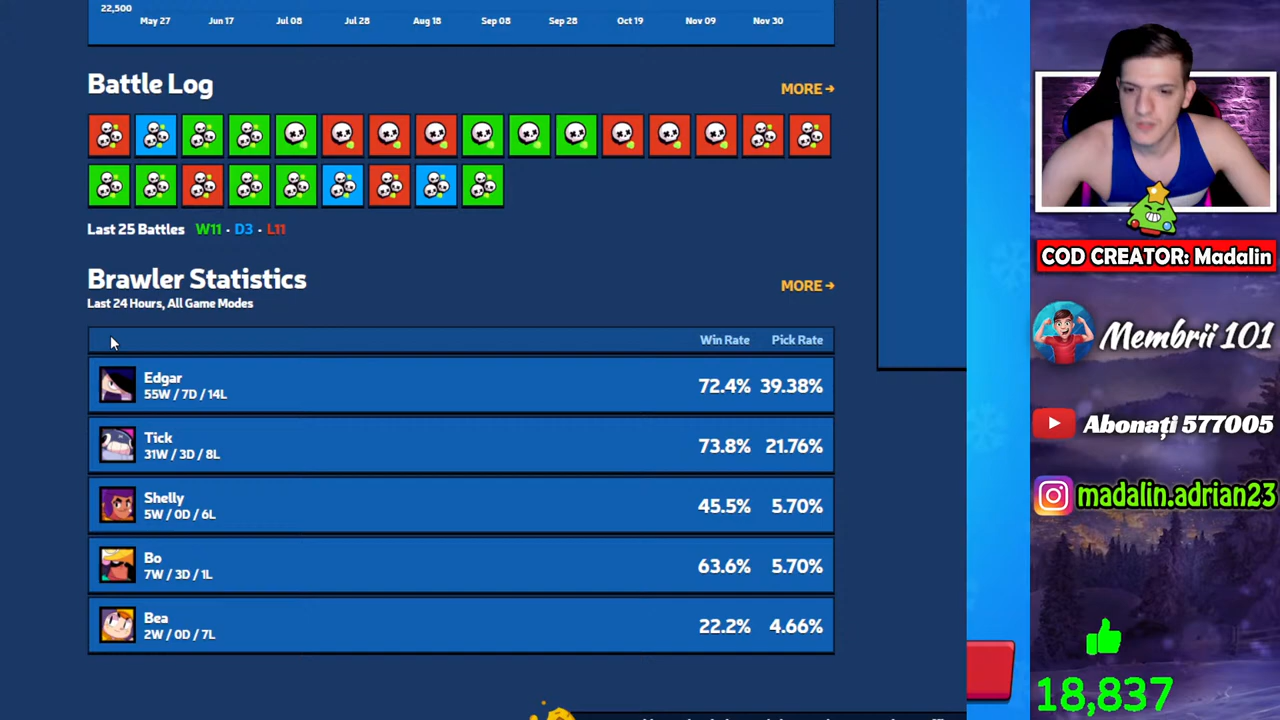 22,500
May 27 Jun 17 Jul 08 Jul 28 Aug 18 Sep 08 Sep 28 Oct 19 Nov 09 Nov 30
Battle Log
MORE →
Last 25 Battles W11 · D3 · L11
Brawler Statistics
MORE →
Last 24 Hours, All Game Modes
Win Rate Pick Rate
Edgar
55W / 7D / 14L
72.4% 39.38%
Tick
31W / 3D / 8L
73.8% 21.76%
Shelly
5W / 0D / 6L
45.5% 5.70%
Bo
7W / 3D / 1L
63.6% 5.70%
Bea
2W / 0D / 7L
22.2% 4.66%
COD CREATOR: Madalin
Membrii 101
Abonați 577005
madalin.adrian23
18,837